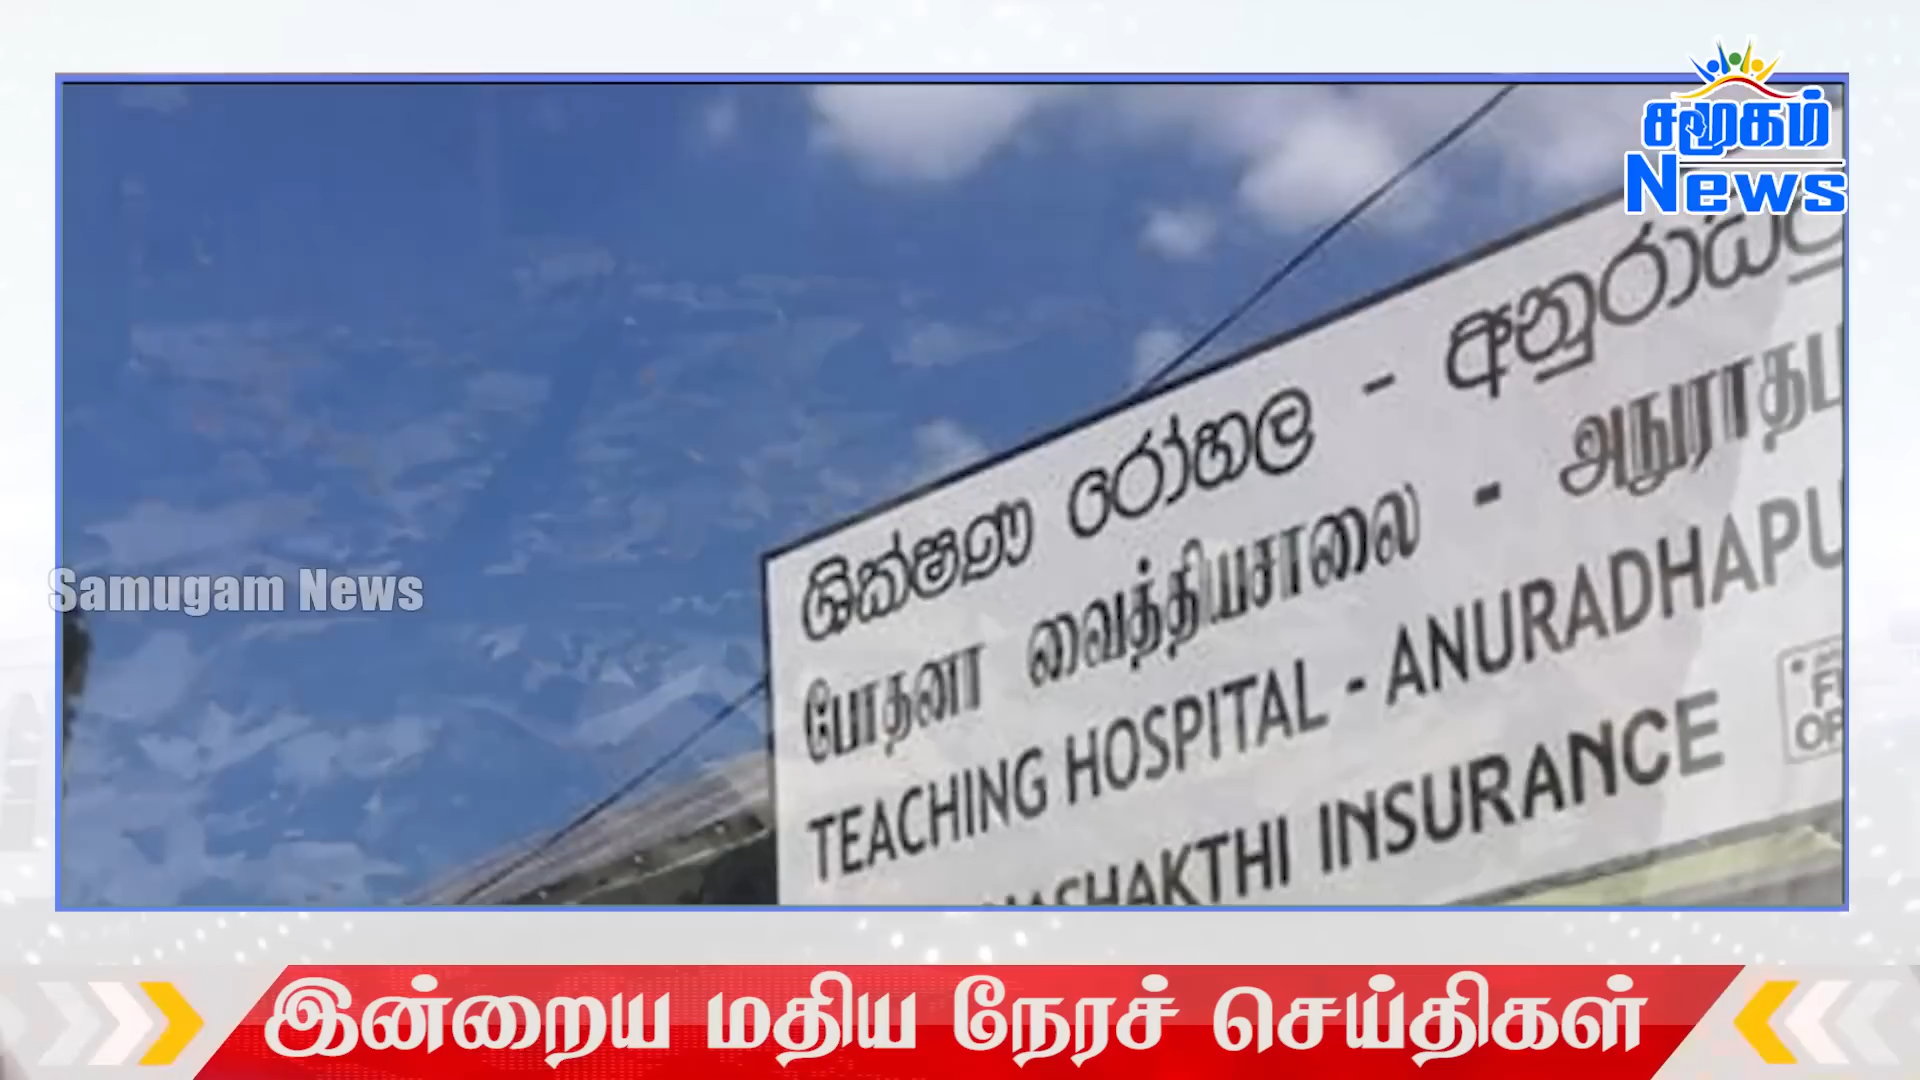 சமூகம்
News
ශික්ෂණ රෝහල - අනුරාධපු
போதனா வைத்தியசாலை - அநுராதபு
TEACHING HOSPITAL - ANURADHAPU
INSURANCE
Samugam News
இன்றைய மதிய நேரச் செய்திகள்